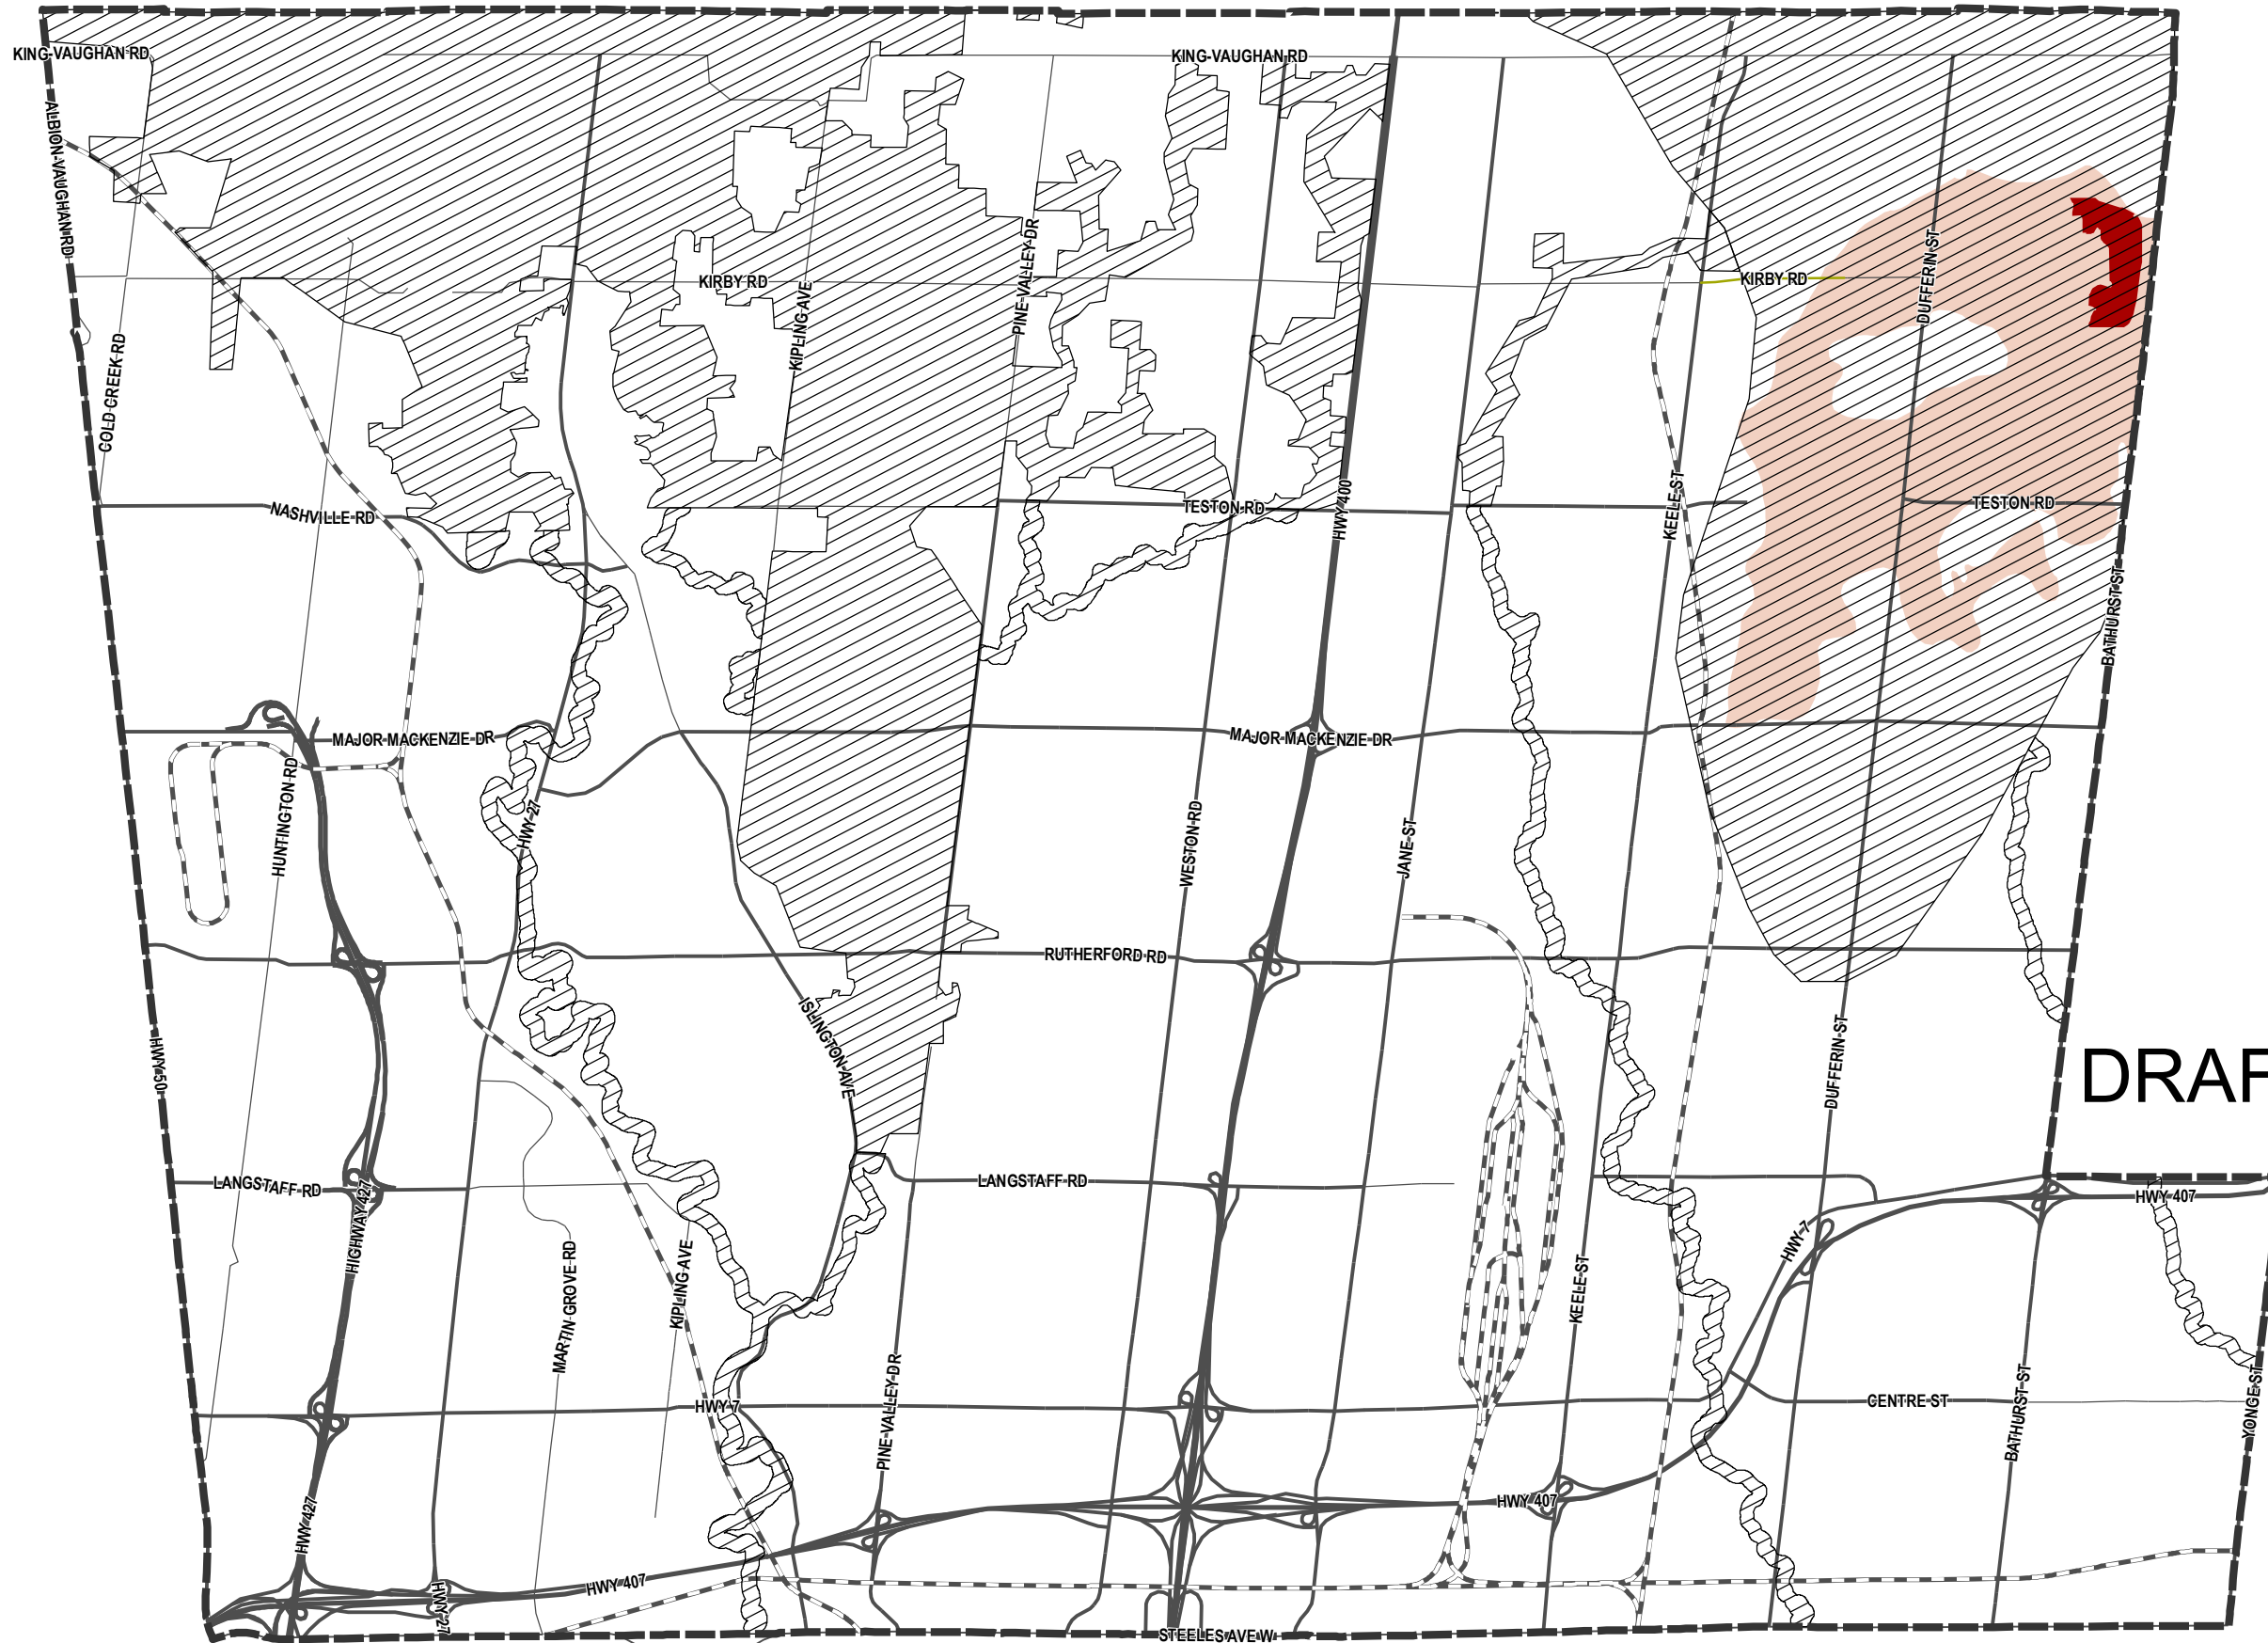 KING-VAUGHAN RD
KING-VAUGHAN RD
ALBION-VAUGHAN RD
PINE VALLEY DR
DUFFERIN ST
KIRBY RD
KIRBY RD
KIPLING AVE
COLD CREEK RD
NASHVILLE RD
TESTON RD
HWY 400
KEELE ST
TESTON RD
BATHURST ST
MAJOR MACKENZIE DR
MAJOR MACKENZIE DR
HUNTINGTON RD
HWY 27
WESTON RD
JANE ST
RUTHERFORD RD
ISLINGTON AVE
HWY 50
DUFFERIN ST
DRAF
LANGSTAFF RD
HIGHWAY 427
LANGSTAFF RD
HWY 407
HWY 7
MARTIN GROVE RD
KIPLING AVE
KEELE ST
PINE VALLEY DR
HWY 7
CENTRE ST
BATHURST ST
YONGE ST
HWY 427
HWY 407
HWY 407
HWY 27
STEELES AVE W